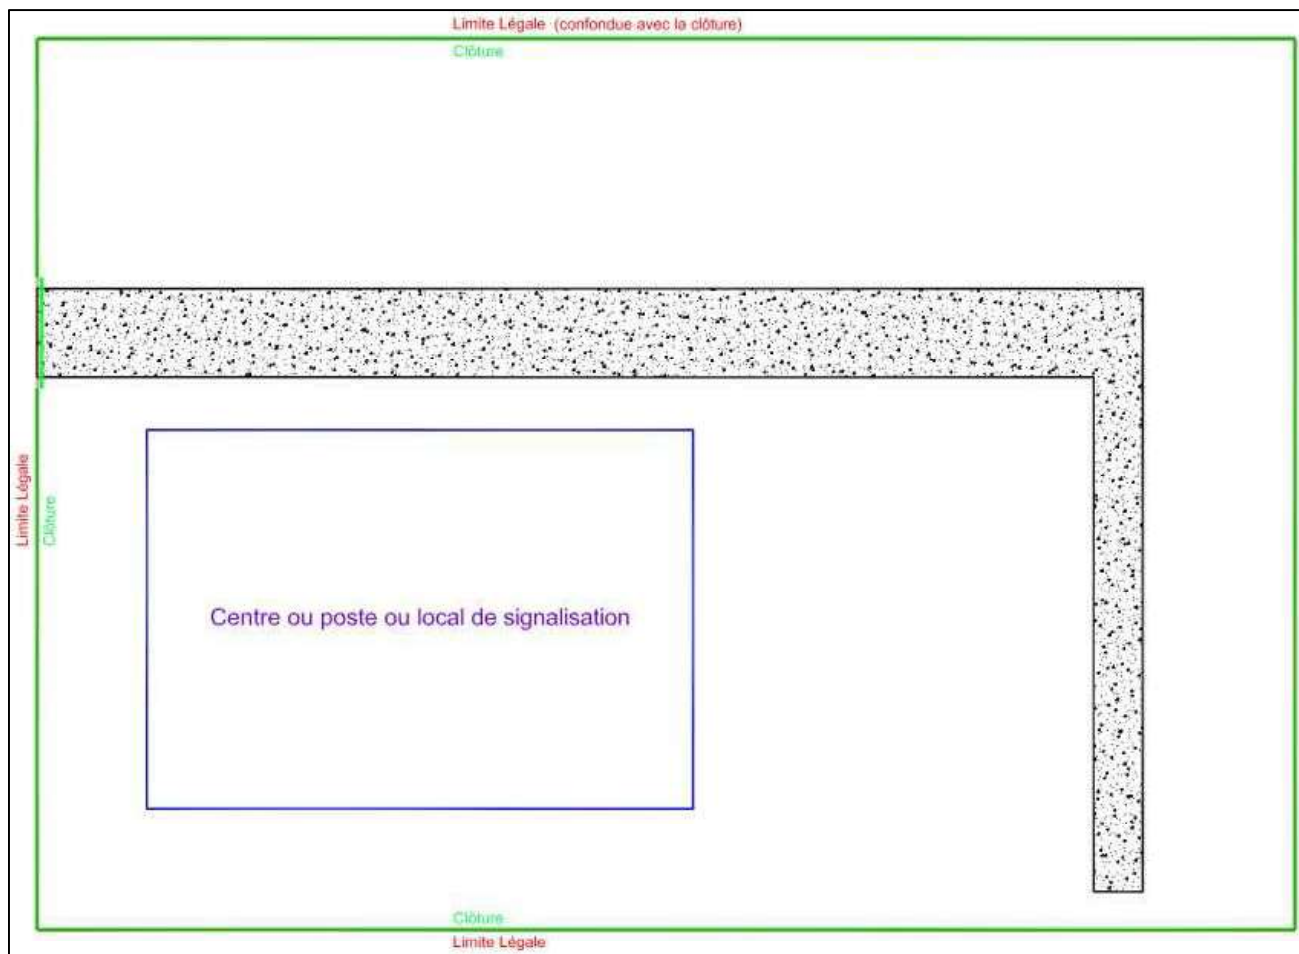 Limite Légale (confondue avec la clôture)
Clôture
Limite Légale
Clôture
Centre ou poste ou local de signalisation
Clôture
Limite Légale